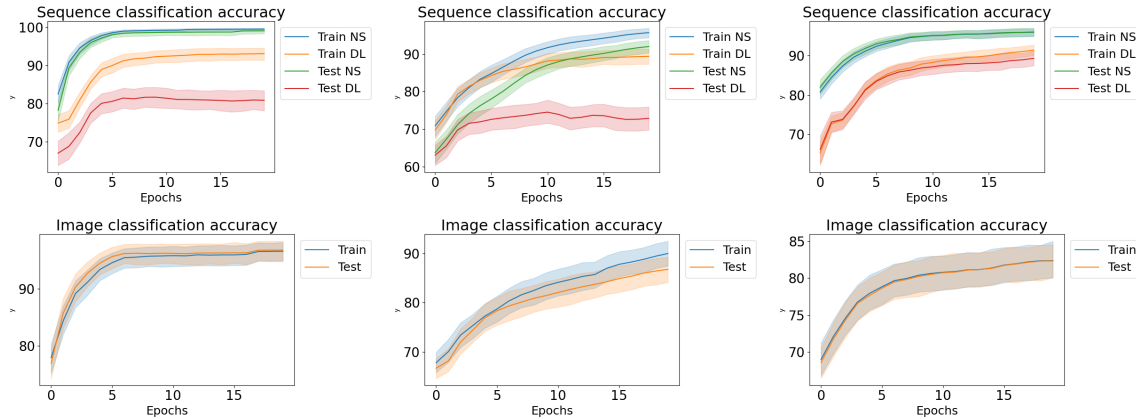 Sequence classification accuracy
100
90
80
70
y
0
5
10
15
Epochs
Train NS
Train DL
Test NS
Test DL
Sequence classification accuracy
100
90
80
70
60
y
0
5
10
15
Epochs
Train NS
Train DL
Test NS
Test DL
Sequence classification accuracy
90
80
70
y
0
5
10
15
Epochs
Train NS
Train DL
Test NS
Test DL
Image classification accuracy
90
80
y
0
5
10
15
Epochs
Train
Test
Image classification accuracy
90
80
70
y
0
5
10
15
Epochs
Train
Test
Image classification accuracy
85
80
75
70
y
0
5
10
15
Epochs
Train
Test